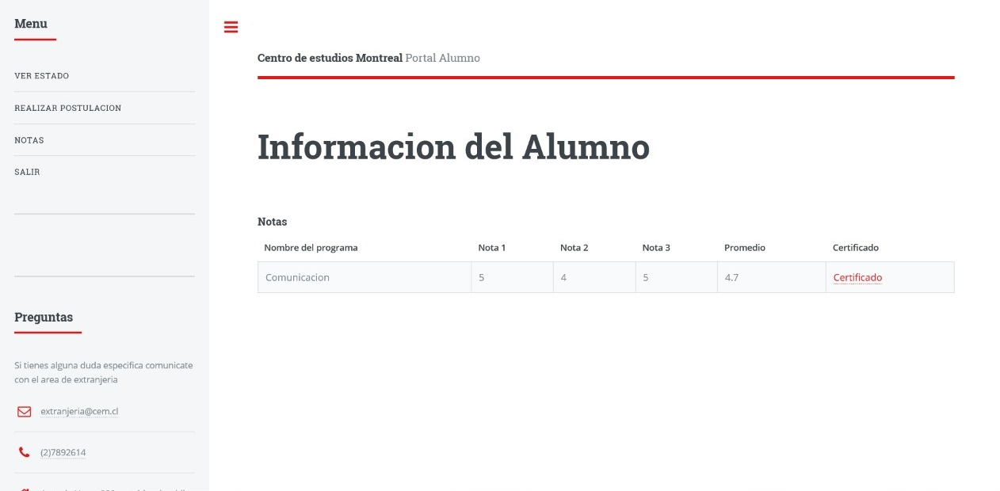 Menu
VER ESTADO
REALIZAR POSTULACION
NOTAS
SALIR
Preguntas
Si tienes alguna duda especifica comunicate
con el area de extranjeria
extranjeria@cem.cl
(2)7892614
Centro de estudios Montreal Portal Alumno
Informacion del Alumno
Notas
Nombre del programa Nota 1 Nota 2 Nota 3 Promedio Certificado
Comunicacion 5 4 5 4.7 Certificado